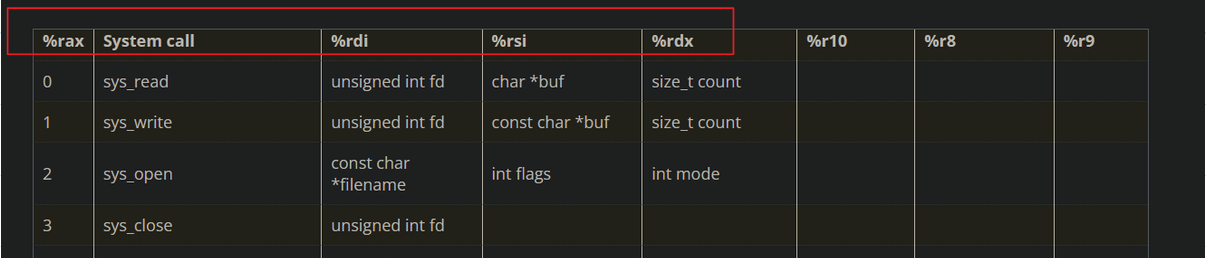 %rax System call %rdi %rsi %rdx %r10 %r8 %r9
0 sys_read unsigned int fd char *buf size_t count
1 sys_write unsigned int fd const char *buf size_t count
2 sys_open const char *filename int flags int mode
3 sys_close unsigned int fd